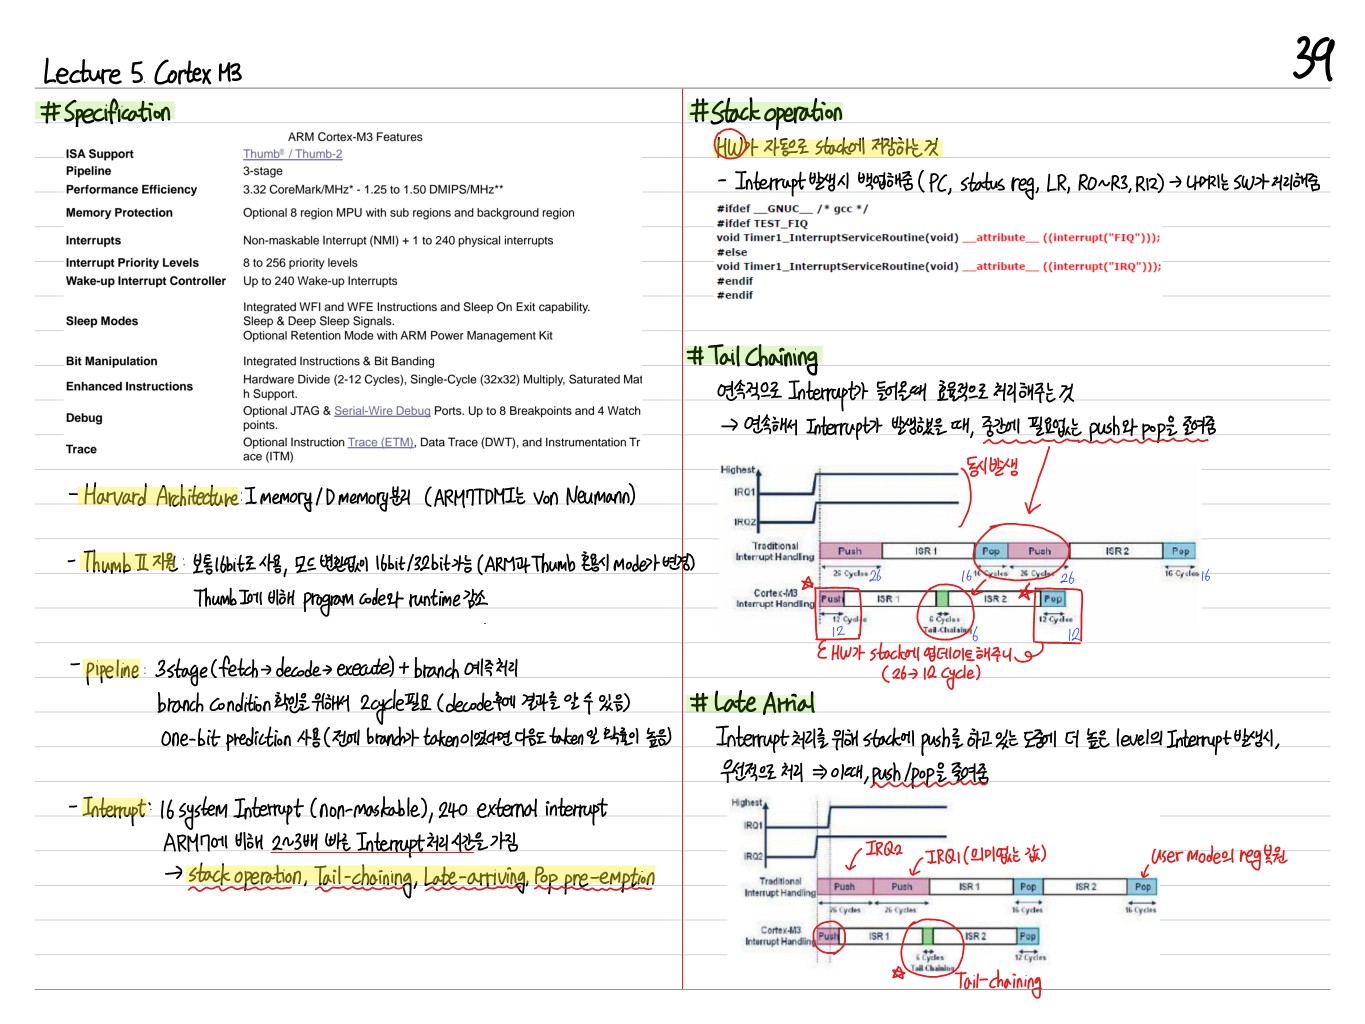 39
Lecture 5. Cortex M3
# Specification
ARM Cortex-M3 Features
ISA Support Thumb® / Thumb-2
Pipeline 3-stage
Performance Efficiency 3.32 CoreMark/MHz* - 1.25 to 1.50 DMIPS/MHz**
Memory Protection Optional 8 region MPU with sub regions and background region
Interrupts Non-maskable Interrupt (NMI) + 1 to 240 physical interrupts
Interrupt Priority Levels 8 to 256 priority levels
Wake-up Interrupt Controller Up to 240 Wake-up Interrupts
Sleep Modes Integrated WFI and WFE Instructions and Sleep On Exit capability.
Sleep & Deep Sleep Signals.
Optional Retention Mode with ARM Power Management Kit
Bit Manipulation Integrated Instructions & Bit Banding
Enhanced Instructions Hardware Divide (2-12 Cycles), Single-Cycle (32x32) Multiply, Saturated Mat
h Support.
Debug Optional JTAG & Serial-Wire Debug Ports. Up to 8 Breakpoints and 4 Watch
points.
Trace Optional Instruction Trace (ETM), Data Trace (DWT), and Instrumentation Tr
ace (ITM)
- Harvard Architecture: I memory / D memory 분리 (ARM7TDMI는 Von Neumann)
- Thumb II 지원 : 보통 16bit로 사용, 모드 변환없이 16bit/32bit 가능 (ARM과 Thumb 혼용시 Mode가 변경)
Thumb I에 비해 program code와 runtime 감소
- pipeline : 3 stage (fetch → decode → execute) + branch 예측 처리
branch condition 확인을 위해서 2 cycle 필요 (decode 후에 결과를 알 수 있음)
one-bit prediction 사용 (전에 branch가 taken이었다면 다음도 taken 일 확률이 높음)
- Interrupt : 16 system Interrupt (non-maskable), 240 external interrupt
ARM7에 비해 2~3배 빠른 Interrupt 처리 시간을 가짐
→ stack operation, Tail-chaining, Late-arriving, Pop pre-emption
# Stack operation
HW가 자동으로 stack에 저장하는 것
- Interrupt 발생시 백업해줌 (PC, status reg, LR, R0~R3, R12) → 나머지는 SW가 처리해줌
#ifdef __GNUC__ /* gcc */
#ifdef TEST_FIQ
void Timer1_InterruptServiceRoutine(void) __attribute__ ((interrupt("FIQ")));
#else
void Timer1_InterruptServiceRoutine(void) __attribute__ ((interrupt("IRQ")));
#endif
#endif
# Tail Chaining
연속적으로 Interrupt가 들어올때 효율적으로 처리해주는 것
→ 연속해서 Interrupt가 발생했을 때, 중간에 필요없는 push와 pop을 줄여줌
Highest
IRQ1
IRQ2
동시발생
Traditional Interrupt Handling
Push ISR 1 Pop Push ISR 2 Pop
26 Cycles 26 16 Cycles 16 26 Cycles 26 16 Cycles 16
Cortex-M3 Interrupt Handling
Push ISR 1 ISR 2 Pop
12 Cycles 12 6 Cycles Tail-Chaining 6 12 Cycles 12
HW가 stack에 업데이트해주니
(26→12 Cycle)
# Late Arrial
Interrupt 처리를 위해 stack에 push를 하고 있는 도중에 더 높은 level의 Interrupt 발생시,
우선적으로 처리 ⇒ 이때, push/pop을 줄여줌
Highest
IRQ1
IRQ2
IRQ2
IRQ1 (의미없는 값)
User mode의 reg 복원
Traditional Interrupt Handling
Push Push ISR 1 Pop ISR 2 Pop
26 Cycles 26 Cycles 16 Cycles 16 Cycles
Cortex-M3 Interrupt Handling
Push ISR 1 ISR 2 Pop
6 Cycles Tail Chaining 12 Cycles
Tail-chaining